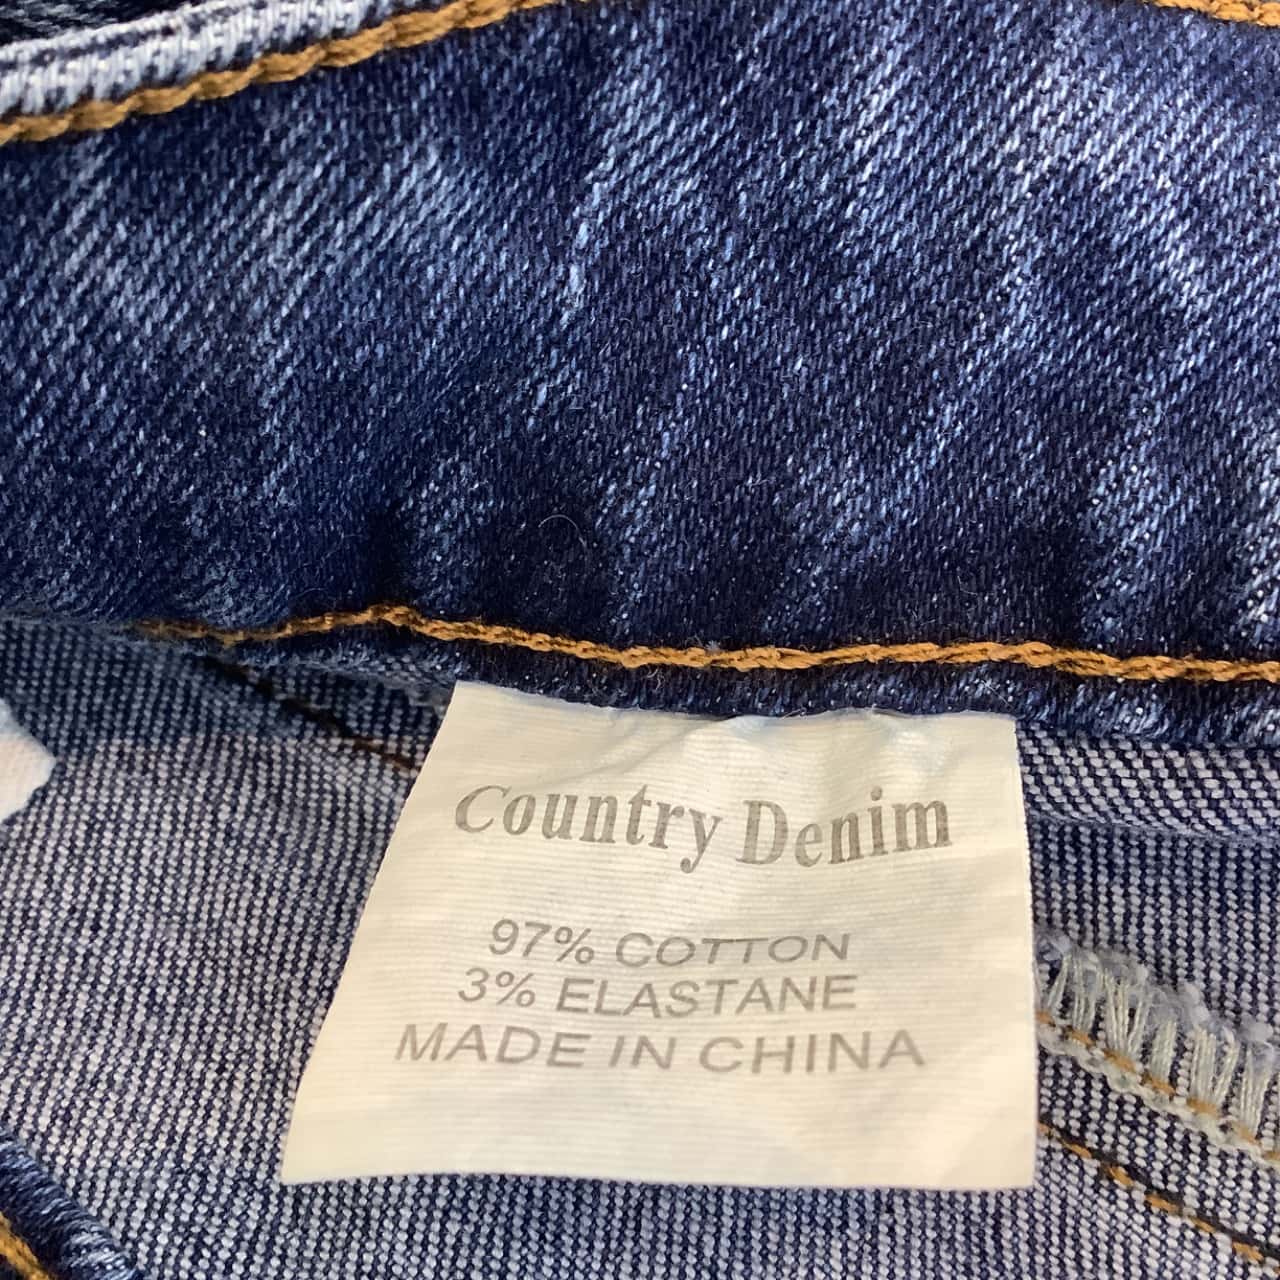 Country Denim
97% COTTON
3% ELASTANE
MADE IN CHINA